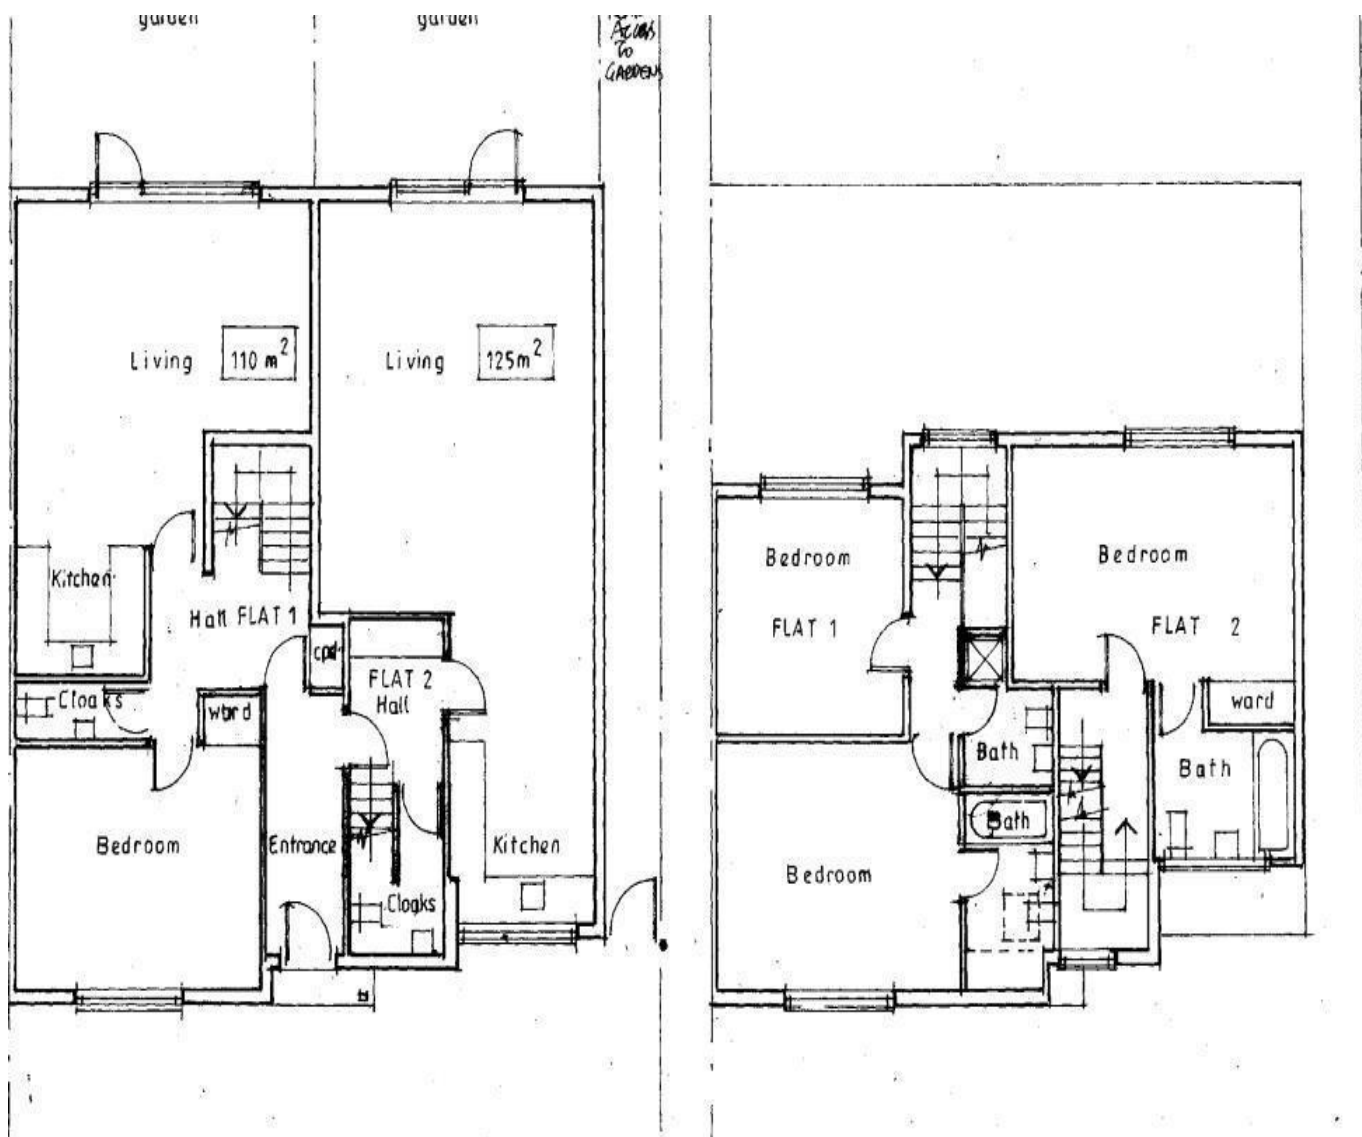 garden
garden
Access
To
GARDENS
Living
110 m²
Living
125m²
Kitchen
Hall FLAT 1
cpd
FLAT 2
Hall
Cloaks
ward
Bedroom
Entrance
Kitchen
Cloaks
Bedroom
FLAT 1
Bedroom
FLAT 2
ward
Bath
Bath
Bath
Bedroom